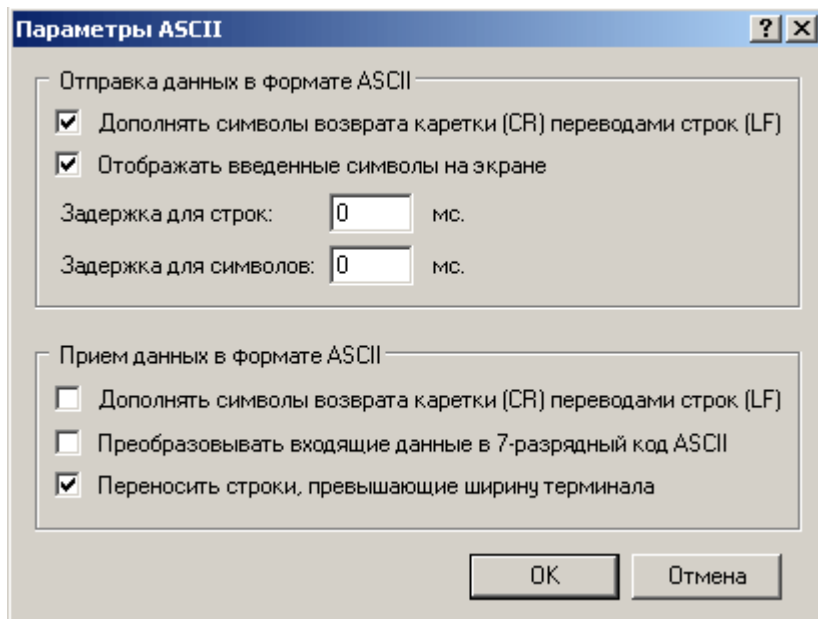 Параметры ASCII
Отправка данных в формате ASCII
Дополнять символы возврата каретки (CR) переводами строк (LF)
Отображать введенные символы на экране
Задержка для строк: 0 мс.
Задержка для символов: 0 мс.
Прием данных в формате ASCII
Дополнять символы возврата каретки (CR) переводами строк (LF)
Преобразовывать входящие данные в 7-разрядный код ASCII
Переносить строки, превышающие ширину терминала
OK Отмена